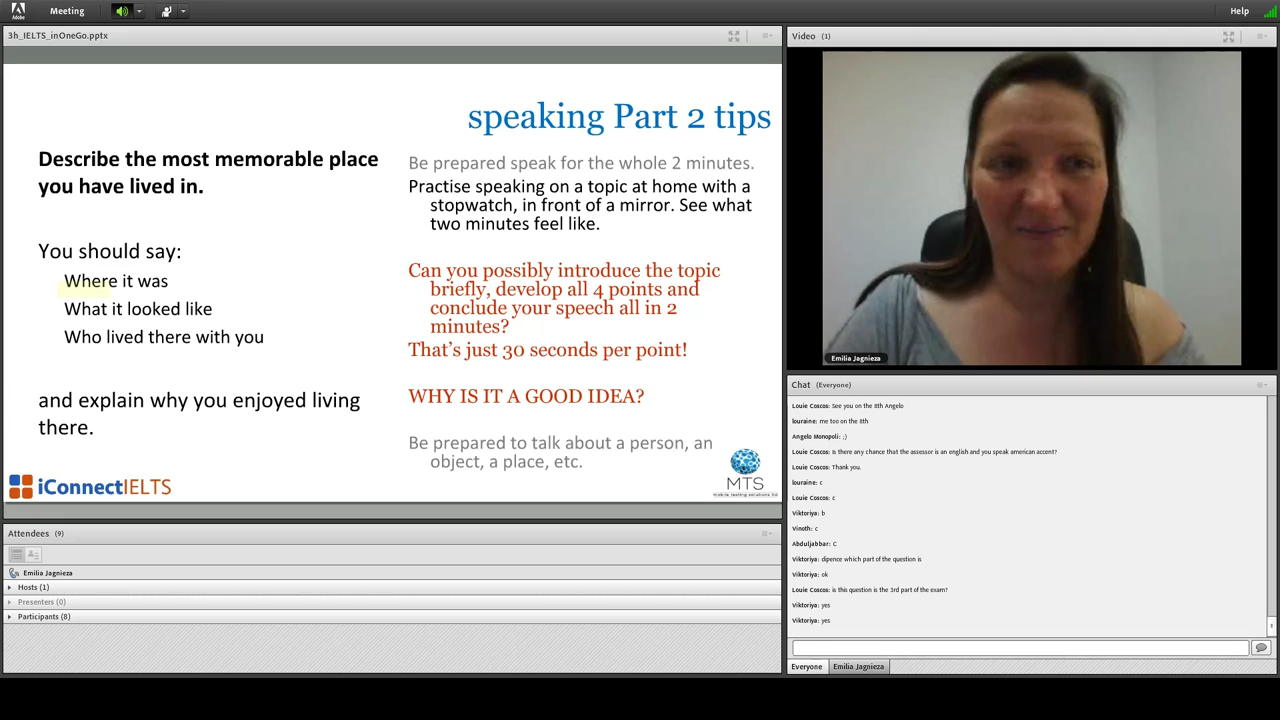 Adobe
Meeting
Help
3h_IELTS_inOneGo.pptx
speaking Part 2 tips
Describe the most memorable place
you have lived in.
You should say:
Where it was
What it looked like
Who lived there with you
and explain why you enjoyed living
there.
Be prepared speak for the whole 2 minutes.
Practise speaking on a topic at home with a
stopwatch, in front of a mirror. See what
two minutes feel like.
Can you possibly introduce the topic
briefly, develop all 4 points and
conclude your speech all in 2
minutes?
That's just 30 seconds per point!
WHY IS IT A GOOD IDEA?
Be prepared to talk about a person, an
object, a place, etc.
iConnectIELTS
MTS
mobile testing solutions ltd
Attendees (9)
Emilia Jagnieza
Hosts (1)
Presenters (0)
Participants (8)
Video (1)
Emilia Jagnieza
Chat (Everyone)
Louie Coscos: See you on the 8th Angelo
louraine: me too on the 8th
Angelo Monopoli: ;)
Louie Coscos: Is there any chance that the assessor is an english and you speak american accent?
Louie Coscos: Thank you.
louraine: c
Louie Coscos: c
Viktoriya: b
Vinoth: c
Abduljabbar: C
Viktoriya: dipence which part of the question is
Viktoriya: ok
Louie Coscos: is this question is the 3rd part of the exam?
Viktoriya: yes
Viktoriya: yes
Everyone
Emilia Jagnieza